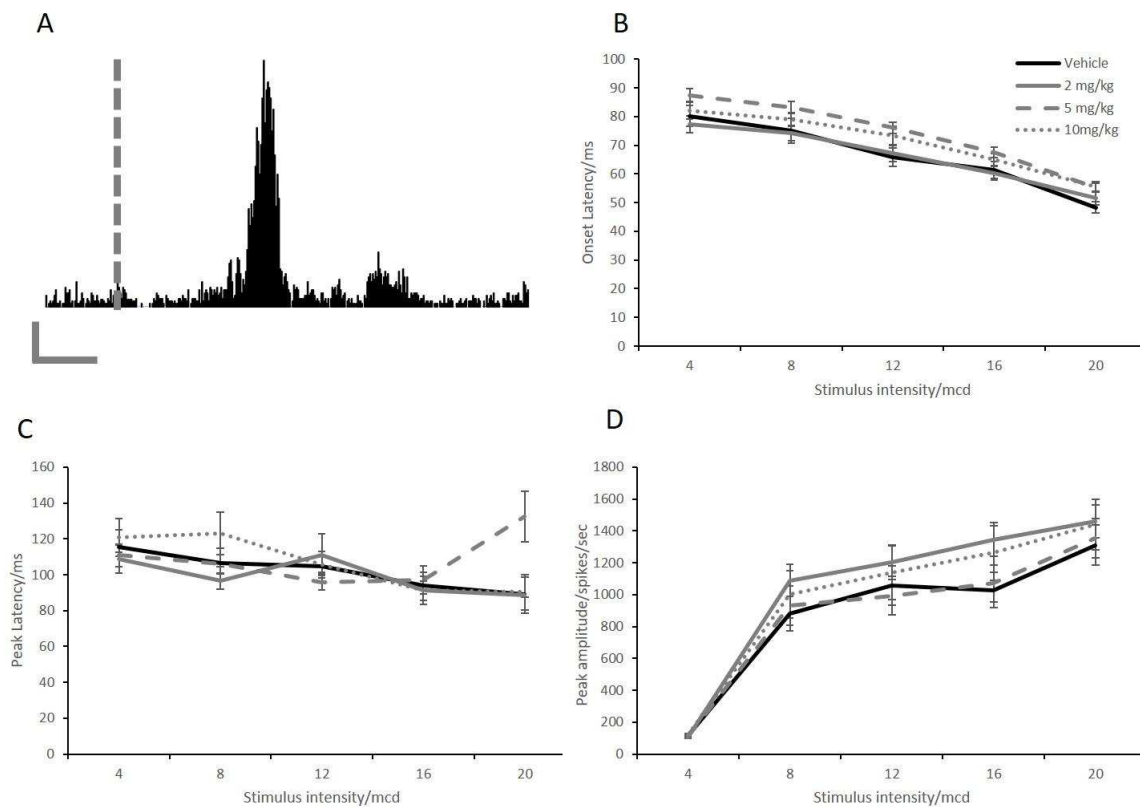 A
B
Vehicle
2 mg/kg
5 mg/kg
10mg/kg
100
90
80
70
60
50
40
30
20
10
0
Onset Latency/ms
4 8 12 16 20
Stimulus intensity/mcd
C
160
140
120
100
80
60
40
20
0
Peak Latency/ms
4 8 12 16 20
Stimulus intensity/mcd
D
1800
1600
1400
1200
1000
800
600
400
200
0
Peak amplitude/spikes/sec
4 8 12 16 20
Stimulus intensity/mcd